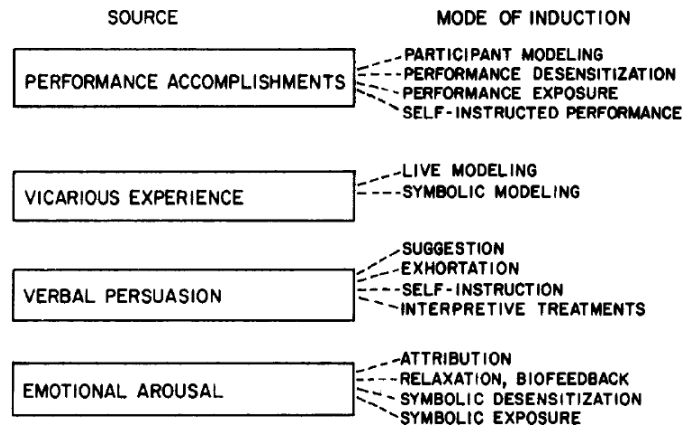 SOURCE MODE OF INDUCTION
PERFORMANCE ACCOMPLISHMENTS
PARTICIPANT MODELING
PERFORMANCE DESENSITIZATION
PERFORMANCE EXPOSURE
SELF-INSTRUCTED PERFORMANCE
VICARIOUS EXPERIENCE
LIVE MODELING
SYMBOLIC MODELING
VERBAL PERSUASION
SUGGESTION
EXHORTATION
SELF-INSTRUCTION
INTERPRETIVE TREATMENTS
EMOTIONAL AROUSAL
ATTRIBUTION
RELAXATION, BIOFEEDBACK
SYMBOLIC DESENSITIZATION
SYMBOLIC EXPOSURE